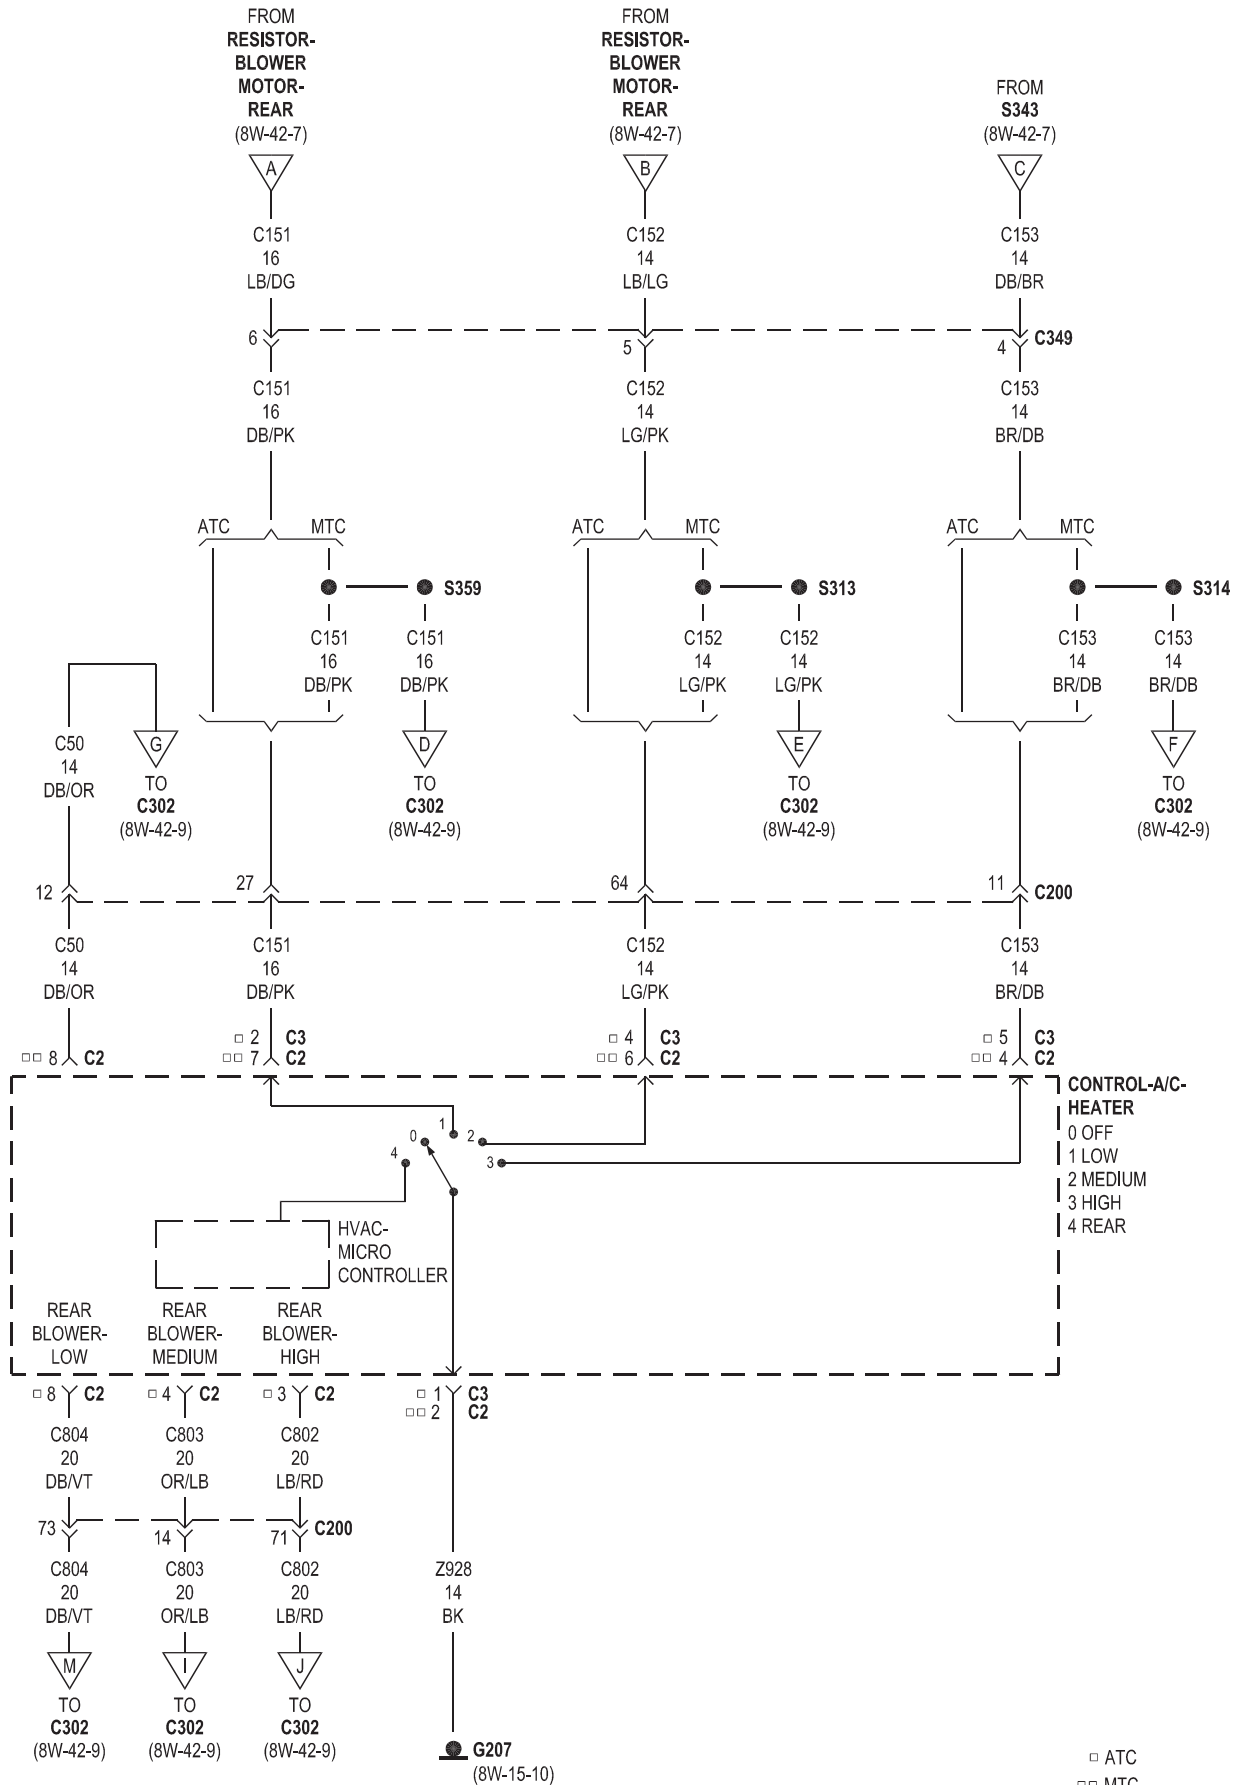 FROM
RESISTOR-
BLOWER
MOTOR-
REAR
(8W-42-7)
A
FROM
RESISTOR-
BLOWER
MOTOR-
REAR
(8W-42-7)
B
FROM
S343
(8W-42-7)
C
C151
16
LB/DG
C152
14
LB/LG
C153
14
DB/BR
6
5
4
C349
C151
16
DB/PK
C152
14
LG/PK
C153
14
BR/DB
ATC
MTC
ATC
MTC
ATC
MTC
S359
S313
S314
C151
16
DB/PK
C151
16
DB/PK
C152
14
LG/PK
C152
14
LG/PK
C153
14
BR/DB
C153
14
BR/DB
C50
14
DB/OR
G
TO
C302
(8W-42-9)
D
TO
C302
(8W-42-9)
E
TO
C302
(8W-42-9)
F
TO
C302
(8W-42-9)
12
27
64
11
C200
C50
14
DB/OR
C151
16
DB/PK
C152
14
LG/PK
C153
14
BR/DB
□□ 8 C2
□ 2 C3
□□ 7 C2
□ 4 C3
□□ 6 C2
□ 5 C3
□□ 4 C2
CONTROL-A/C-
HEATER
0 OFF
1 LOW
2 MEDIUM
3 HIGH
4 REAR
4
0
1
2
3
HVAC-
MICRO
CONTROLLER
REAR
BLOWER-
LOW
REAR
BLOWER-
MEDIUM
REAR
BLOWER-
HIGH
□ 8 C2
□ 4 C2
□ 3 C2
□ 1 C3
□□ 2 C2
C804
20
DB/VT
C803
20
OR/LB
C802
20
LB/RD
73
14
71
C200
C804
20
DB/VT
C803
20
OR/LB
C802
20
LB/RD
Z928
14
BK
M
TO
C302
(8W-42-9)
I
TO
C302
(8W-42-9)
J
TO
C302
(8W-42-9)
G207
(8W-15-10)
□ ATC
□□ MTC